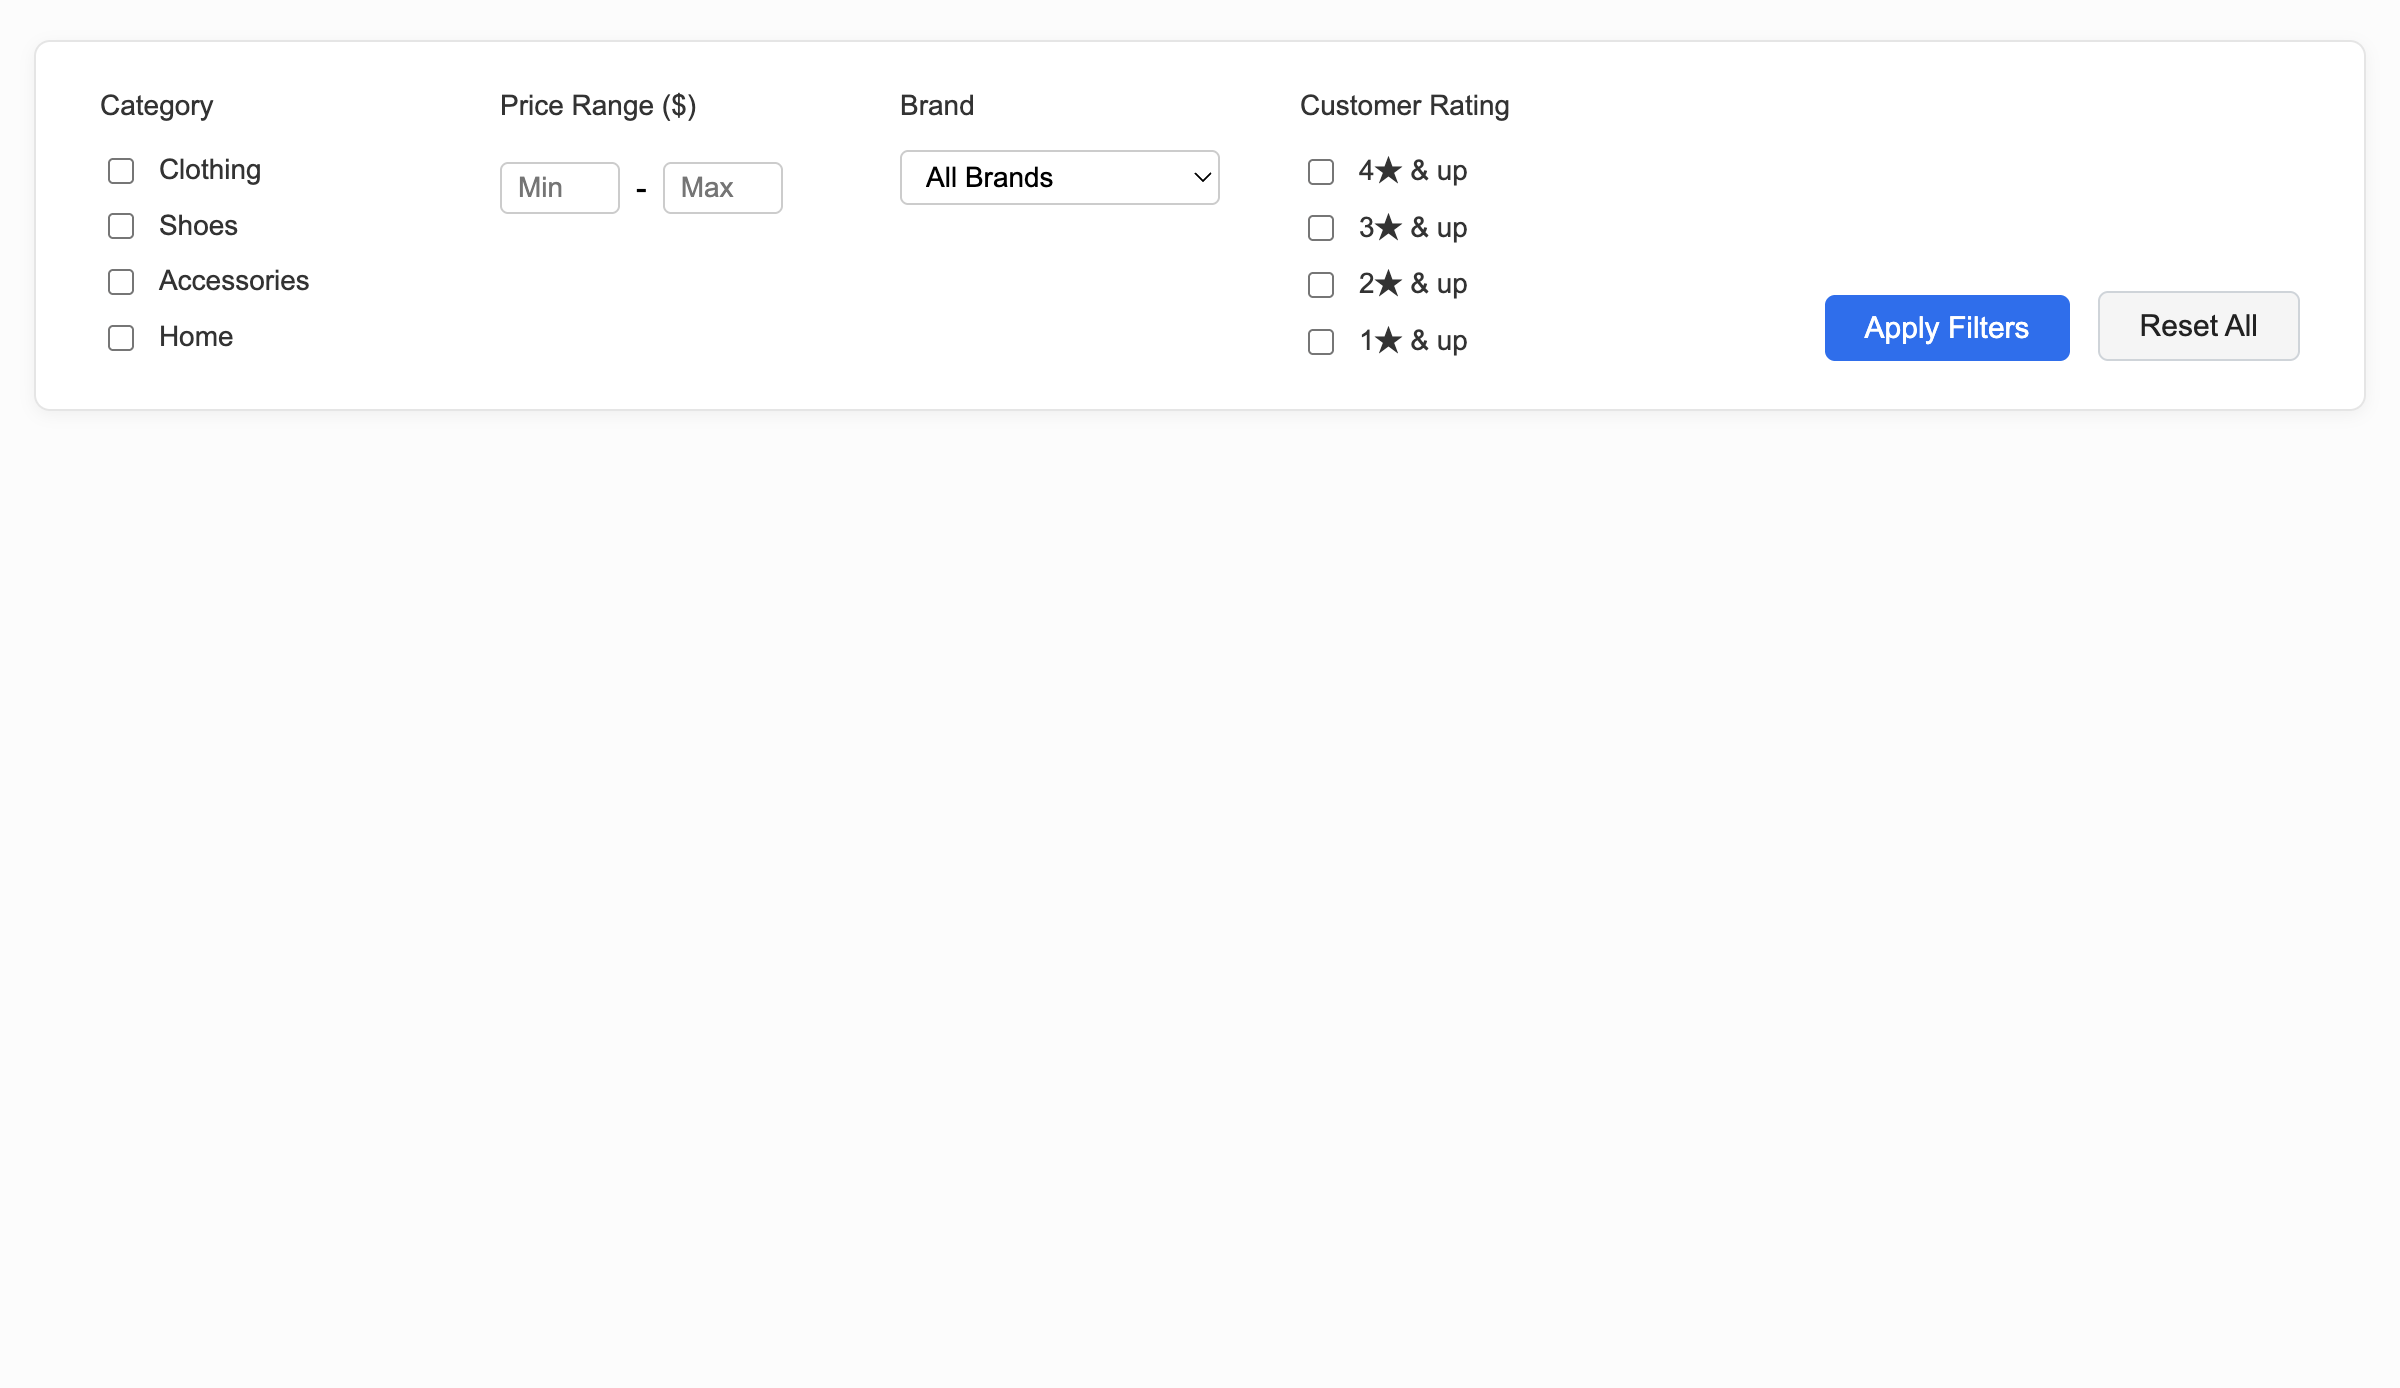 Category
Clothing
Shoes
Accessories
Home
Price Range ($)
Min - Max
Brand
All Brands
Customer Rating
4★ & up
3★ & up
2★ & up
1★ & up
Apply Filters
Reset All